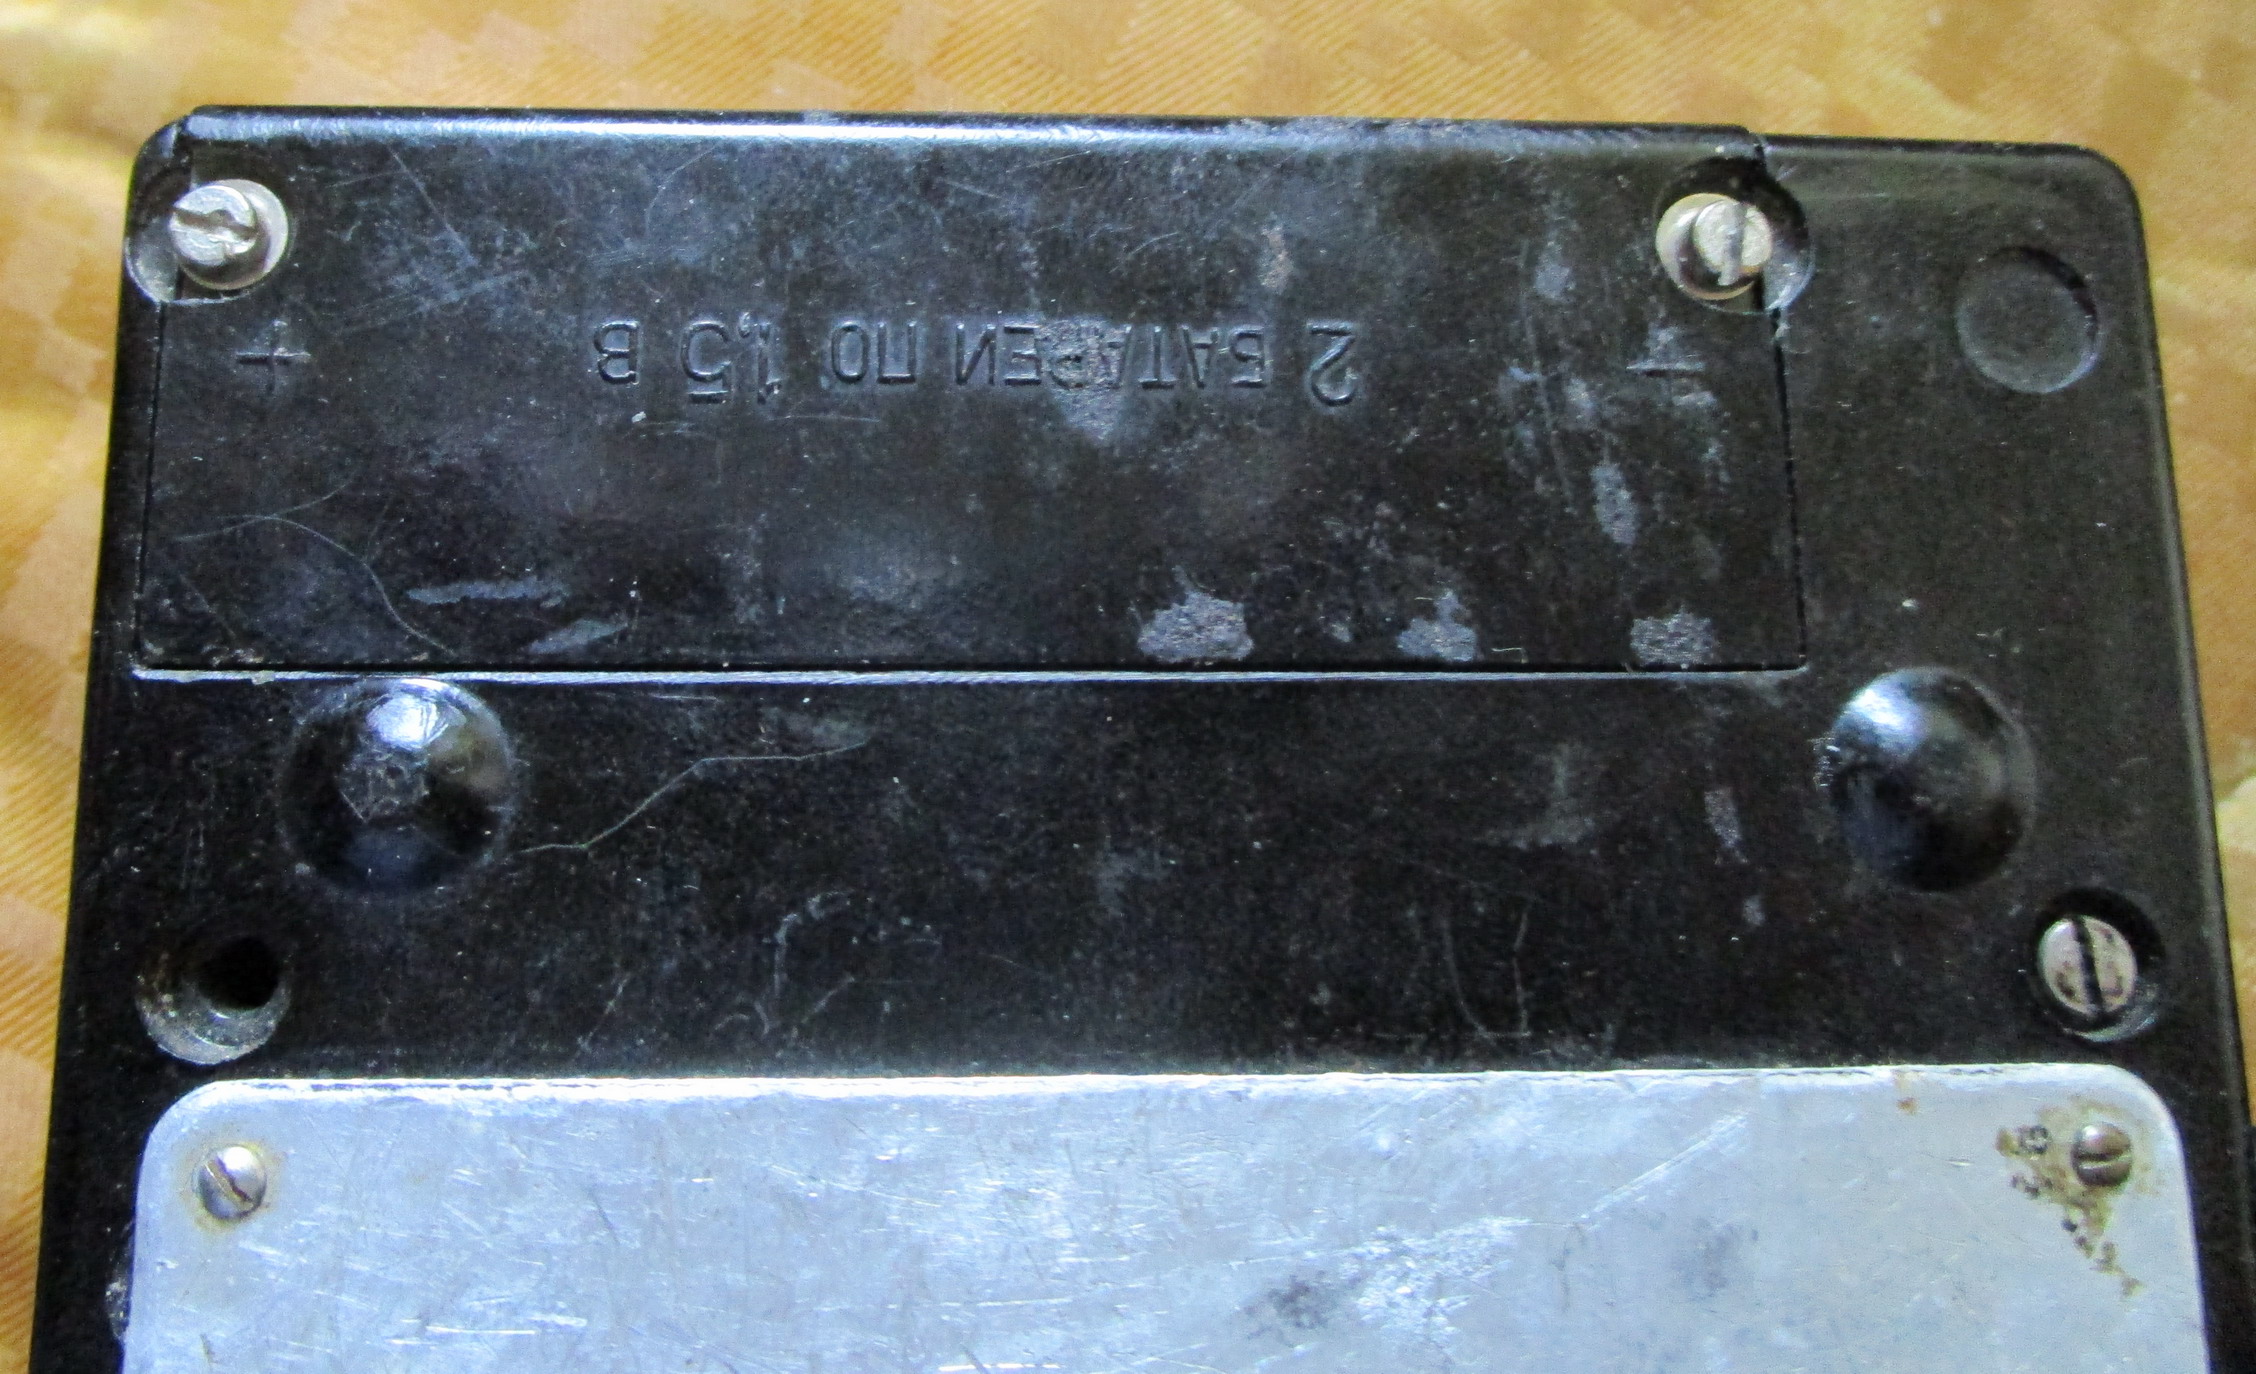 + 2 БАТАРЕИ ПО 1,5 В +